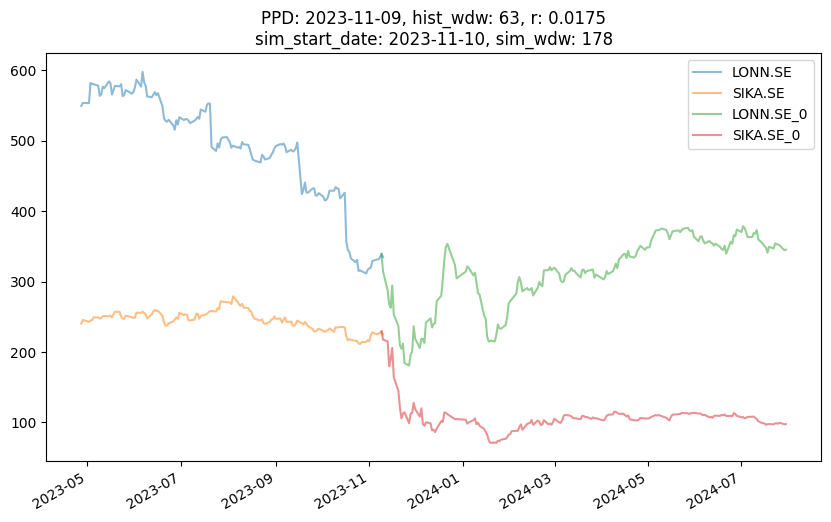 PPD: 2023-11-09, hist_wdw: 63, r: 0.0175
sim_start_date: 2023-11-10, sim_wdw: 178
LONN.SE
SIKA.SE
LONN.SE_0
SIKA.SE_0
600
500
400
300
200
100
2023-05
2023-07
2023-09
2023-11
2024-01
2024-03
2024-05
2024-07